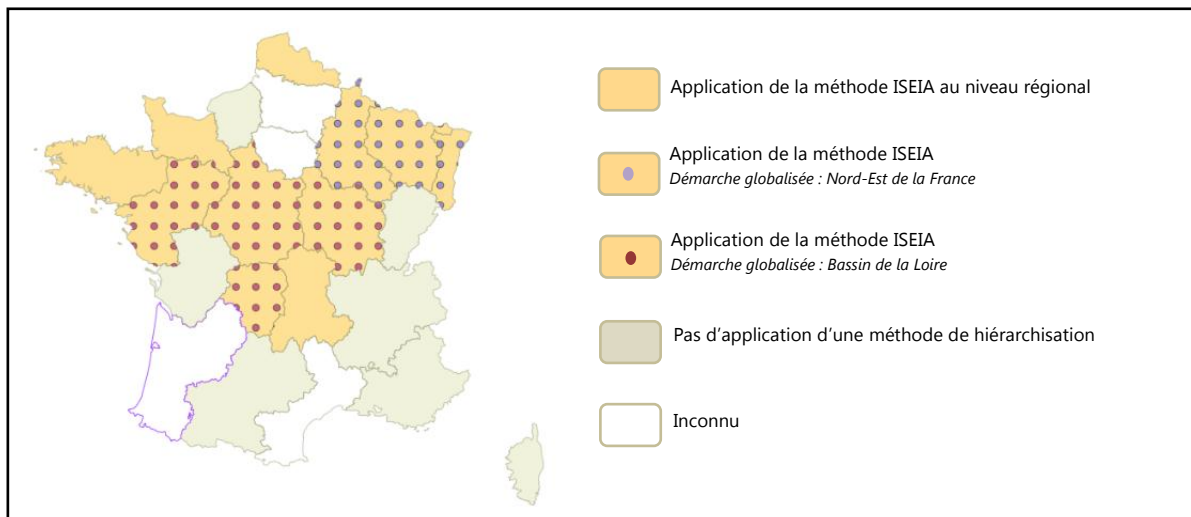 Application de la méthode ISEIA au niveau régional
Application de la méthode ISEIA
Démarche globalisée : Nord-Est de la France
Application de la méthode ISEIA
Démarche globalisée : Bassin de la Loire
Pas d’application d’une méthode de hiérarchisation
Inconnu